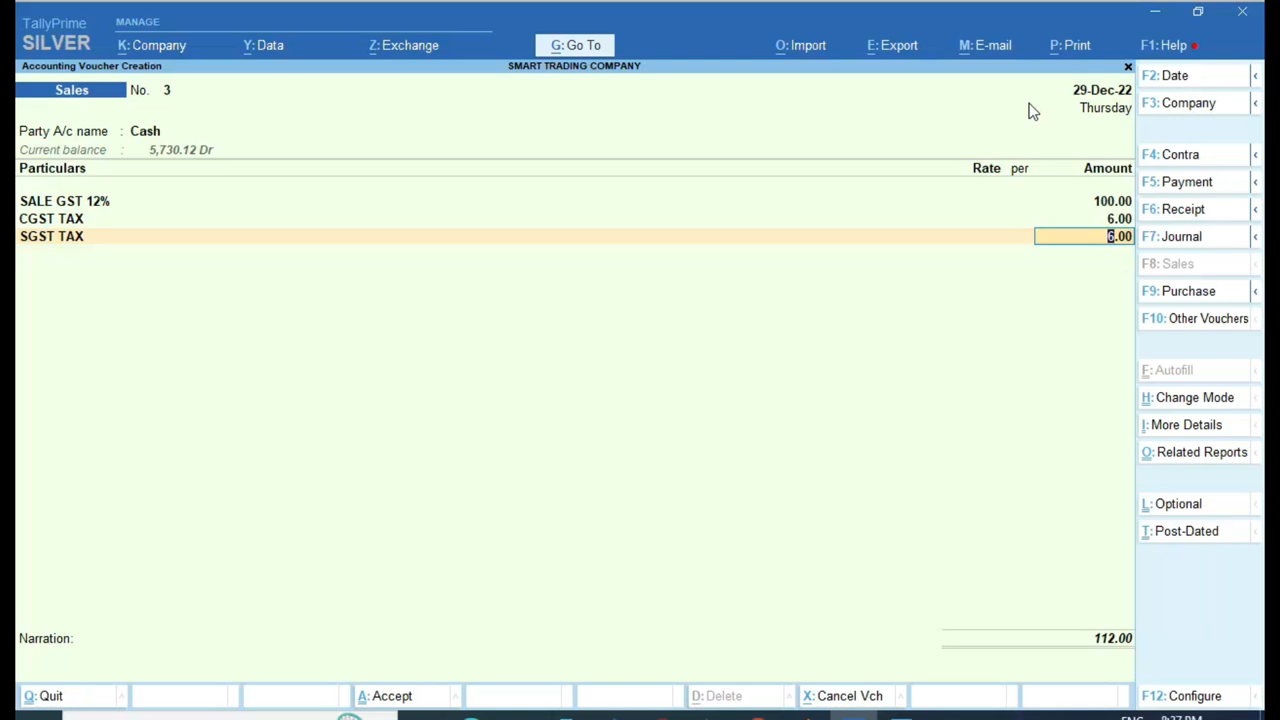 TallyPrime
MANAGE
SILVER
K: Company
Y: Data
Z: Exchange
G: Go To
O: Import
E: Export
M: E-mail
P: Print
F1: Help
Accounting Voucher Creation
SMART TRADING COMPANY
Sales No. 3
29-Dec-22
Thursday
Party A/c name : Cash
Current balance : 5,730.12 Dr
Particulars Rate per Amount
SALE GST 12% 100.00
CGST TAX 6.00
SGST TAX 6.00
Narration: 112.00
F2: Date
F3: Company
F4: Contra
F5: Payment
F6: Receipt
F7: Journal
F8: Sales
F9: Purchase
F10: Other Vouchers
F: Autofill
H: Change Mode
I: More Details
O: Related Reports
L: Optional
T: Post-Dated
Q: Quit
A: Accept
D: Delete
X: Cancel Vch
F12: Configure